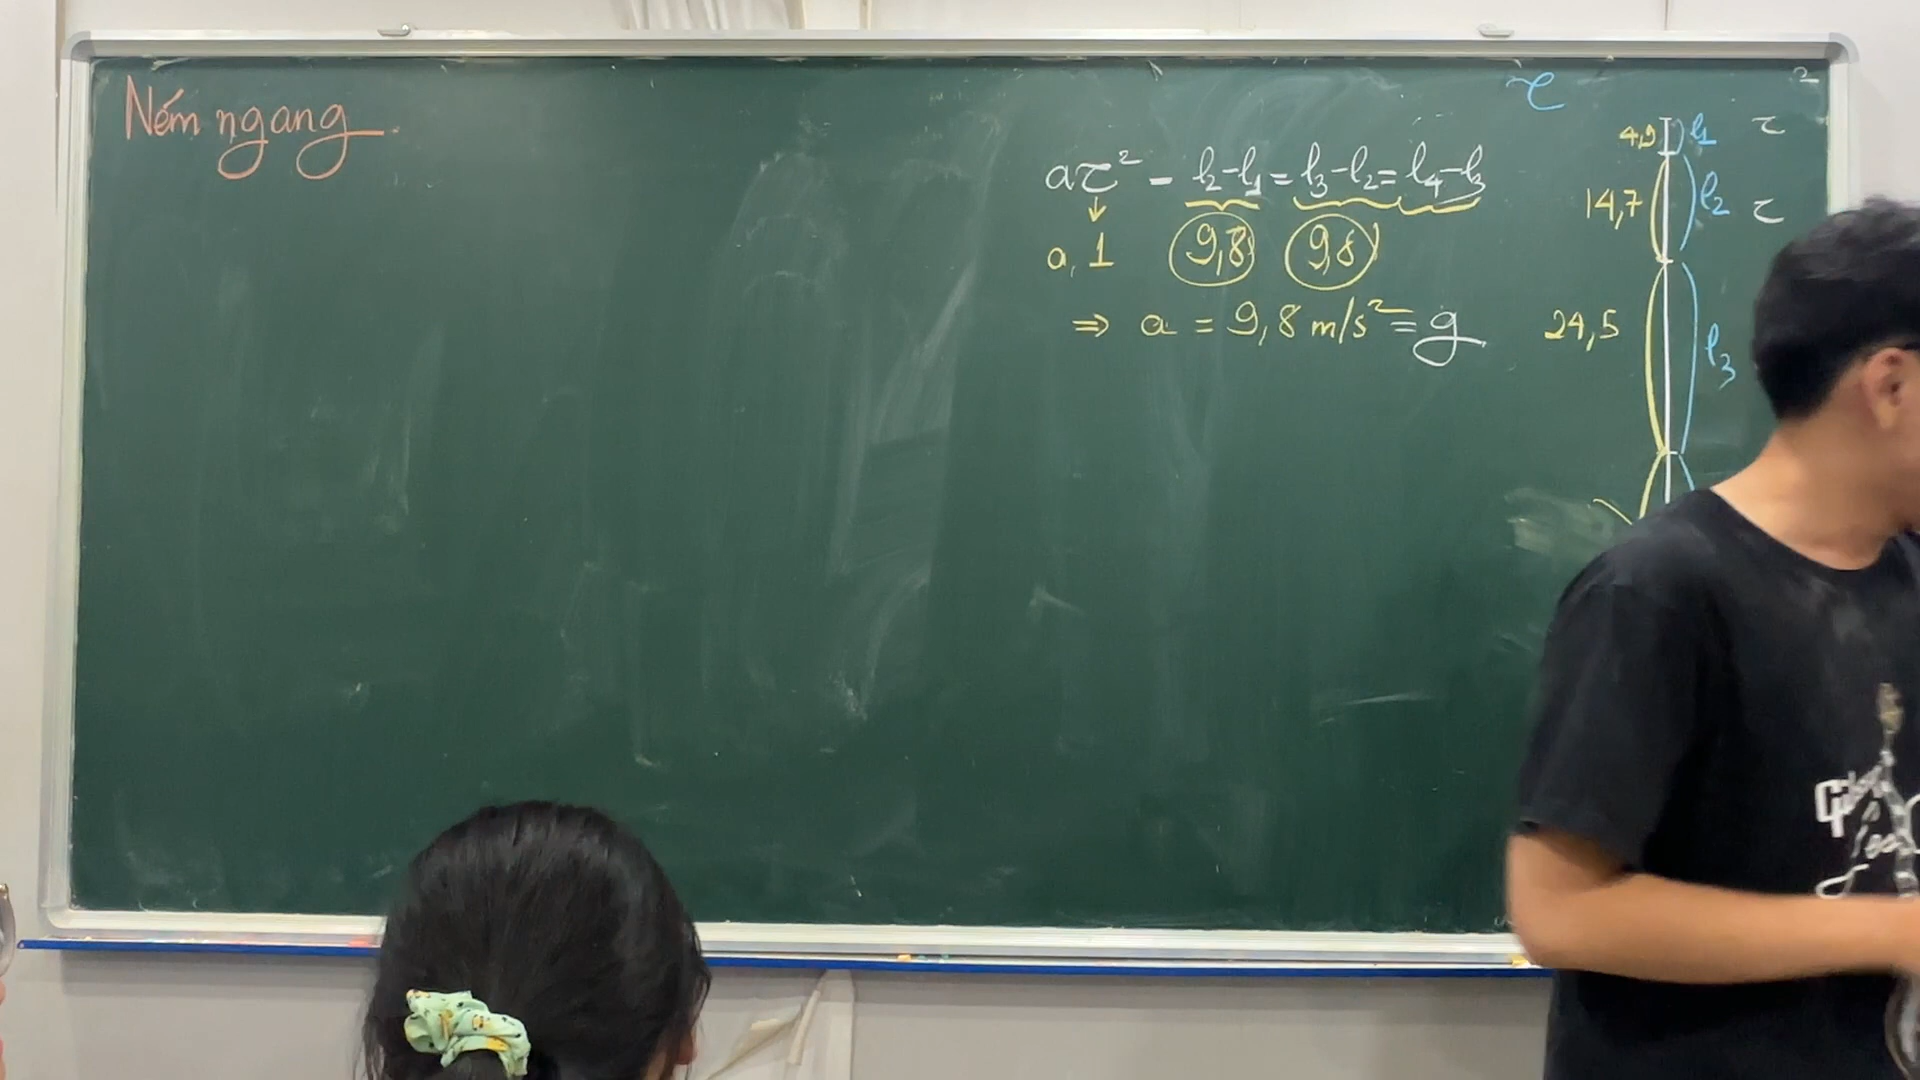 Ném ngang
aτ² = l₂-l₁ = l₃-l₂ = l₄-l₃
a. 1 9,8 9,8
⇒ a = 9,8 m/s² = g
τ
4,9 l₁ τ
14,7 l₂ τ
24,5 l₃